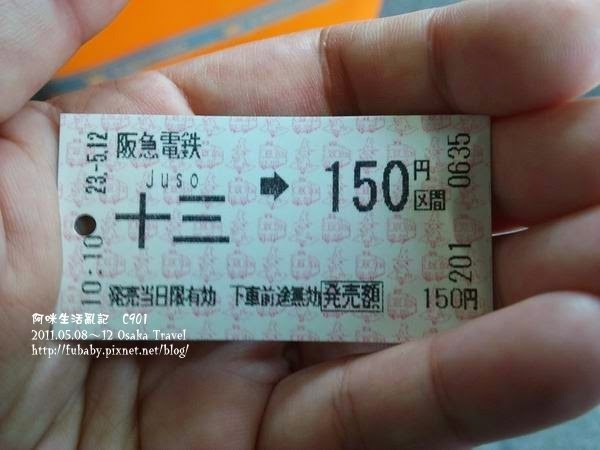 阪急電鉄
Juso
十三 ➡ 150円区間
発売当日限有効 下車前途無効 発売額 150円
23.-5.12
10:10
201 0635
阿咪生活亂記 C901
2011.05.08～12 Osaka Travel
http://fubaby.pixnet.net/blog/